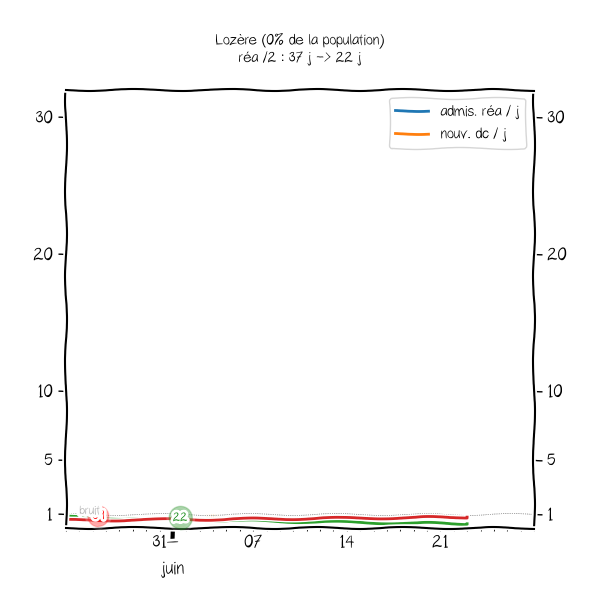 Lozère (0% de la population)
réa /2 : 37 j -> 22 j
admis. réa / j
nouv. dc / j
30
30
20
20
10
10
5
5
1
bruit
j
22
1
31
07
14
21
juin